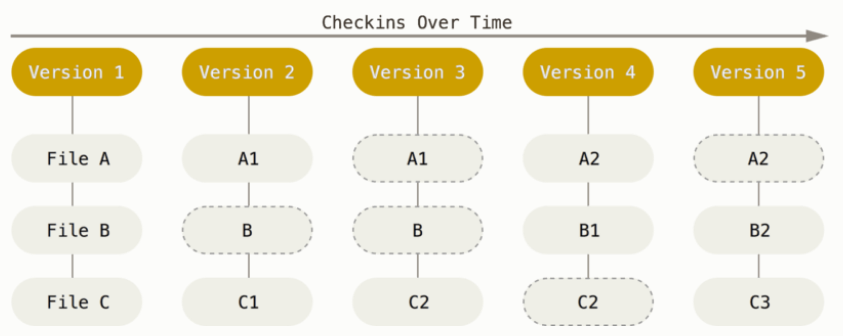 Checkins Over Time
Version 1 Version 2 Version 3 Version 4 Version 5
File A A1 A1 A2 A2
File B B B B1 B2
File C C1 C2 C2 C3